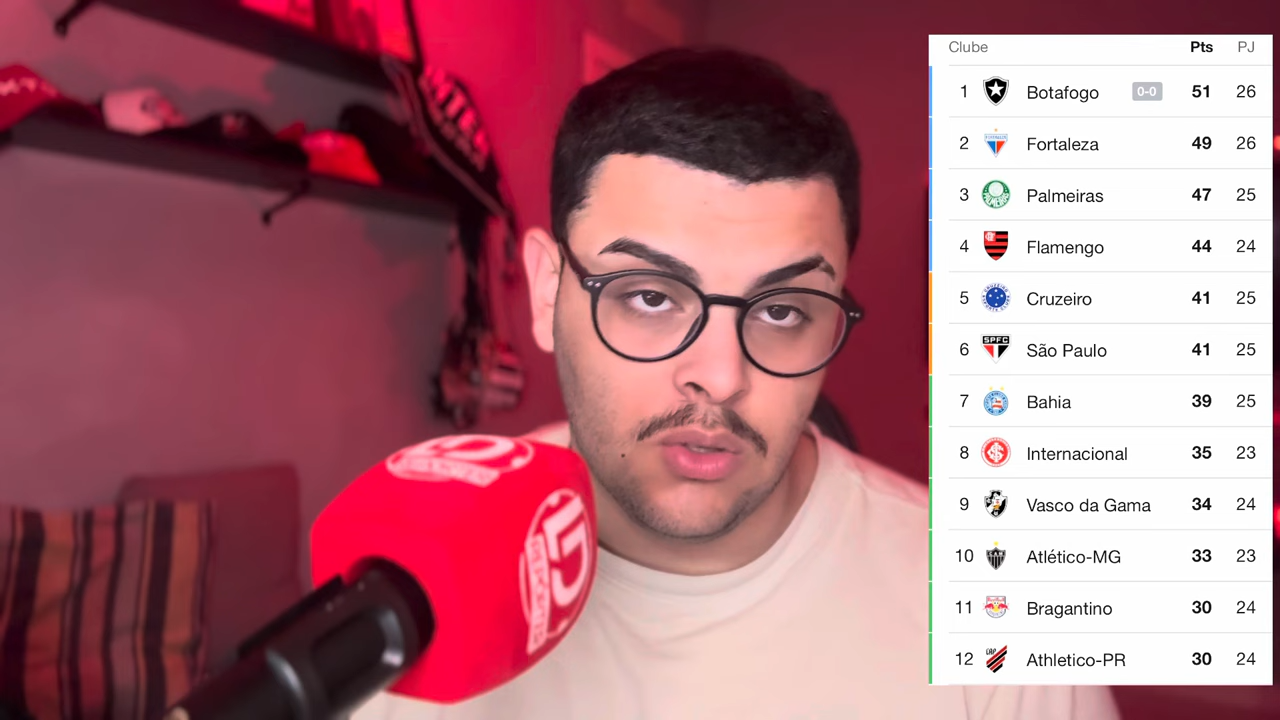 Clube Pts PJ
1 Botafogo 0-0 51 26
2 Fortaleza 49 26
3 Palmeiras 47 25
4 Flamengo 44 24
5 Cruzeiro 41 25
6 SPFC São Paulo 41 25
7 Bahia 39 25
8 Internacional 35 23
9 Vasco da Gama 34 24
10 Atlético-MG 33 23
11 Bragantino 30 24
12 Athletico-PR 30 24